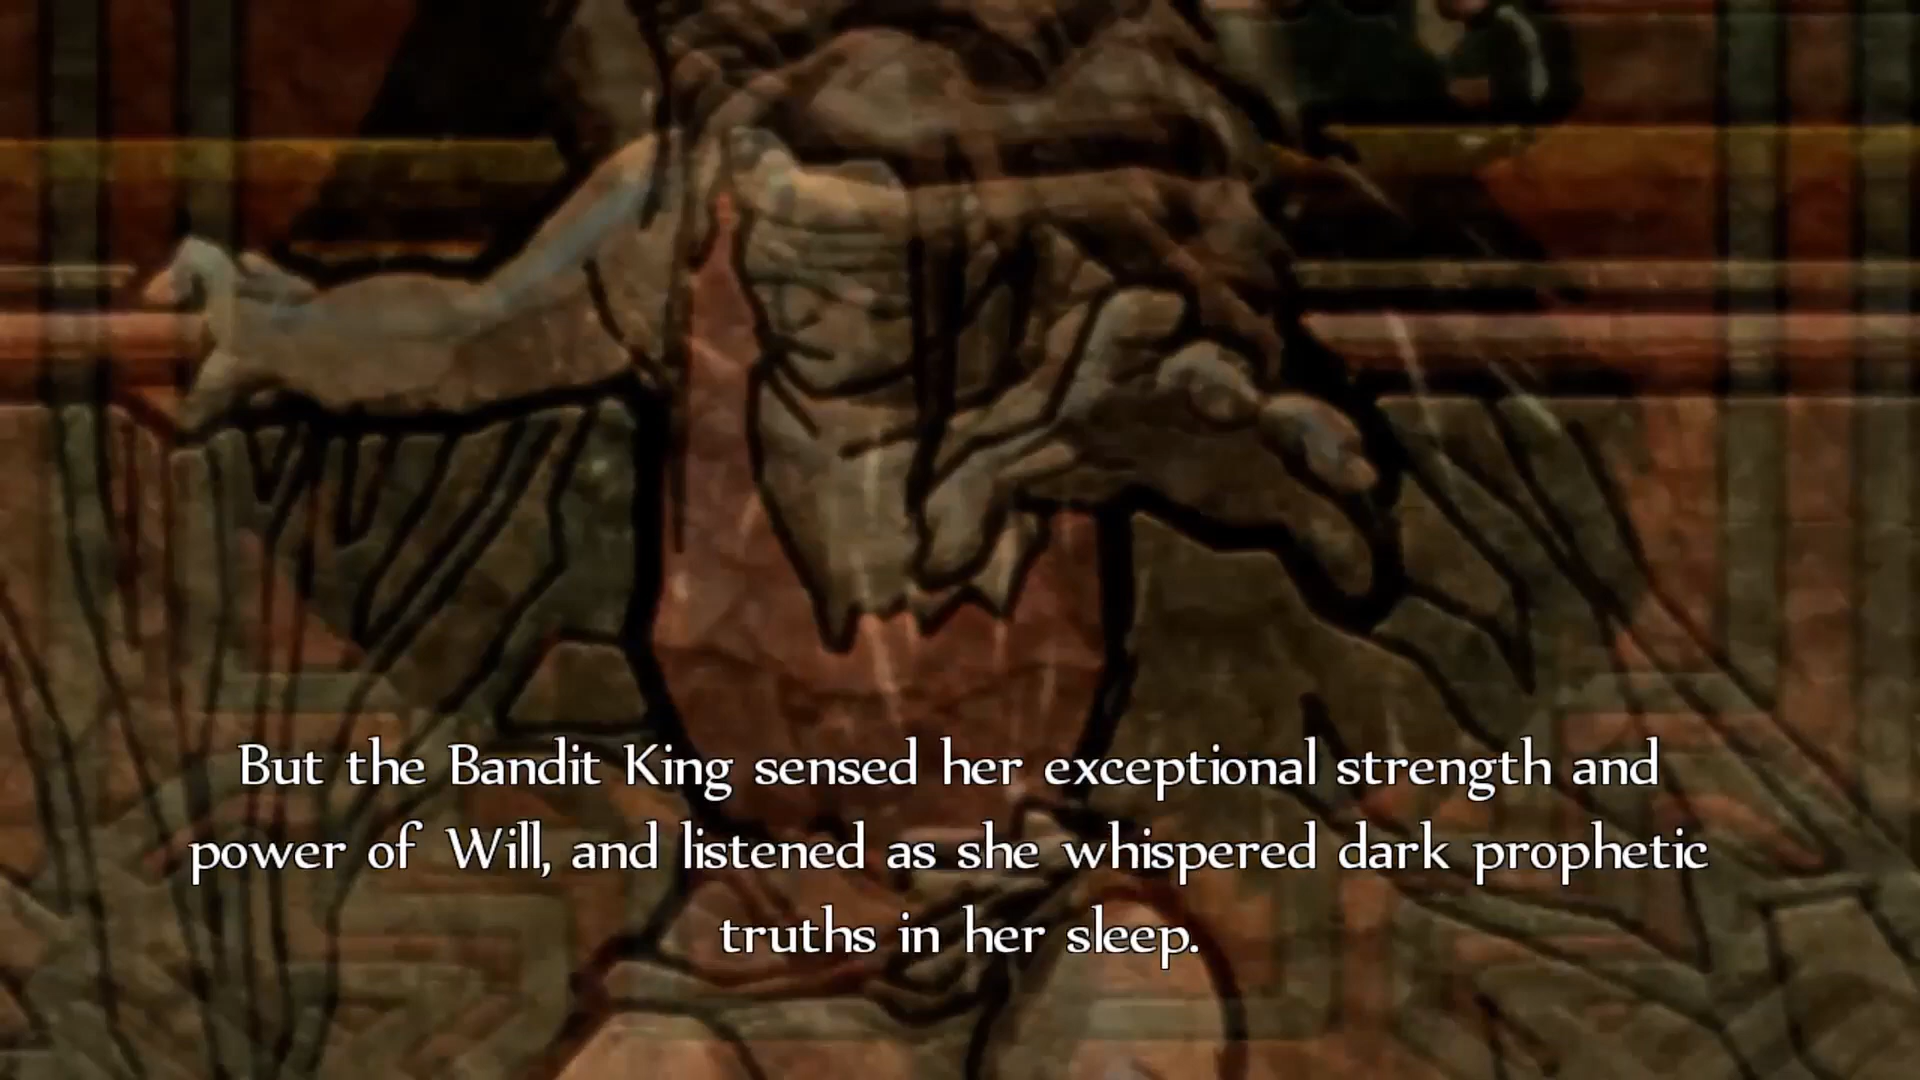 But the Bandit King sensed her exceptional strength and
power of Will, and listened as she whispered dark prophetic
truths in her sleep.